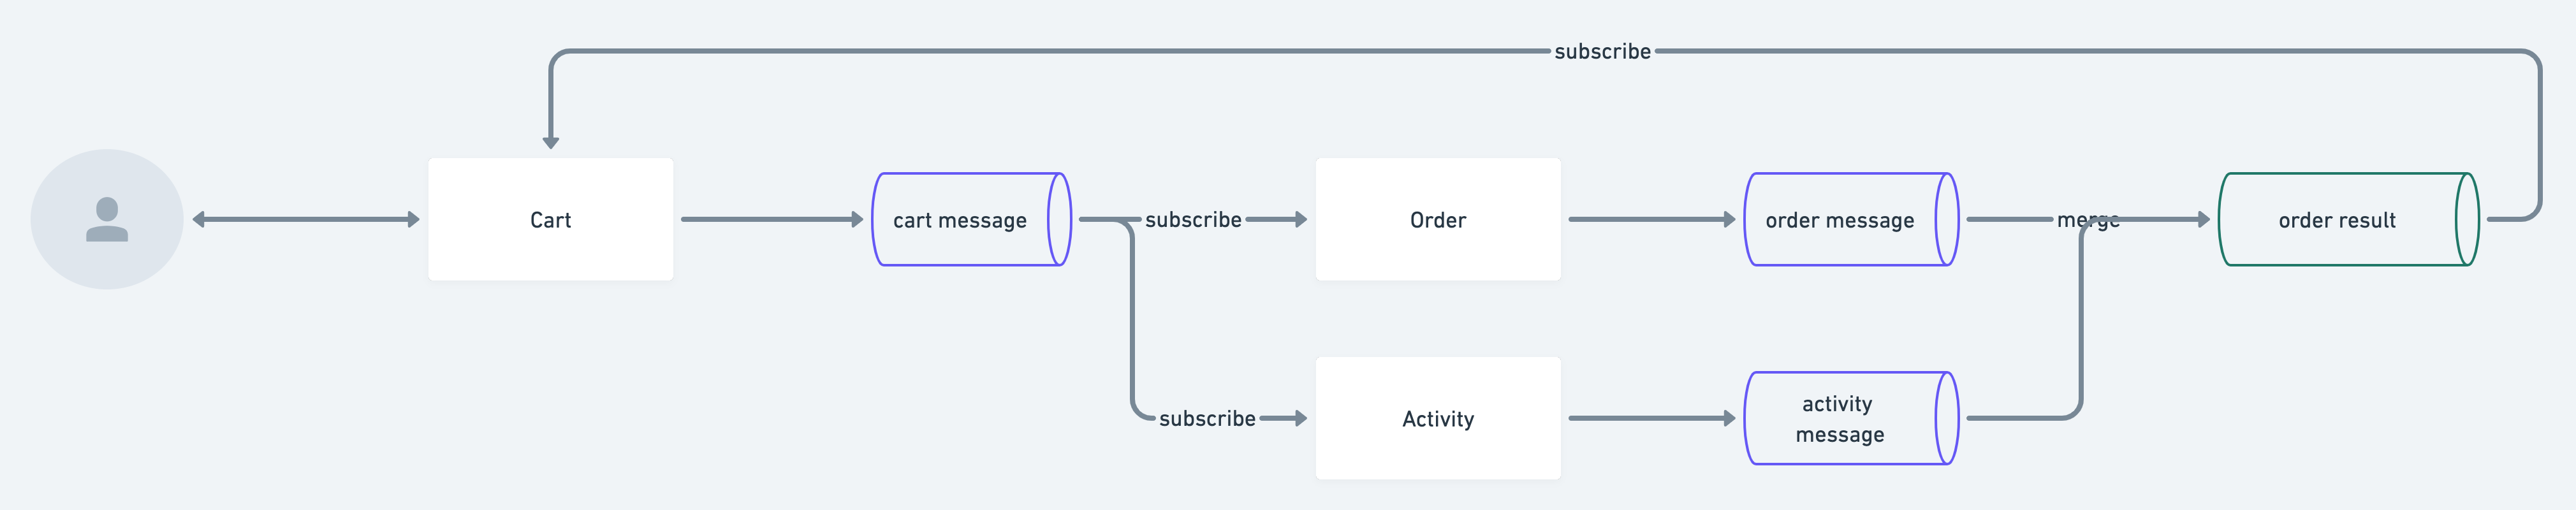 subscribe
Cart
cart message
subscribe
Order
order message
merge
order result
subscribe
Activity
activity
message